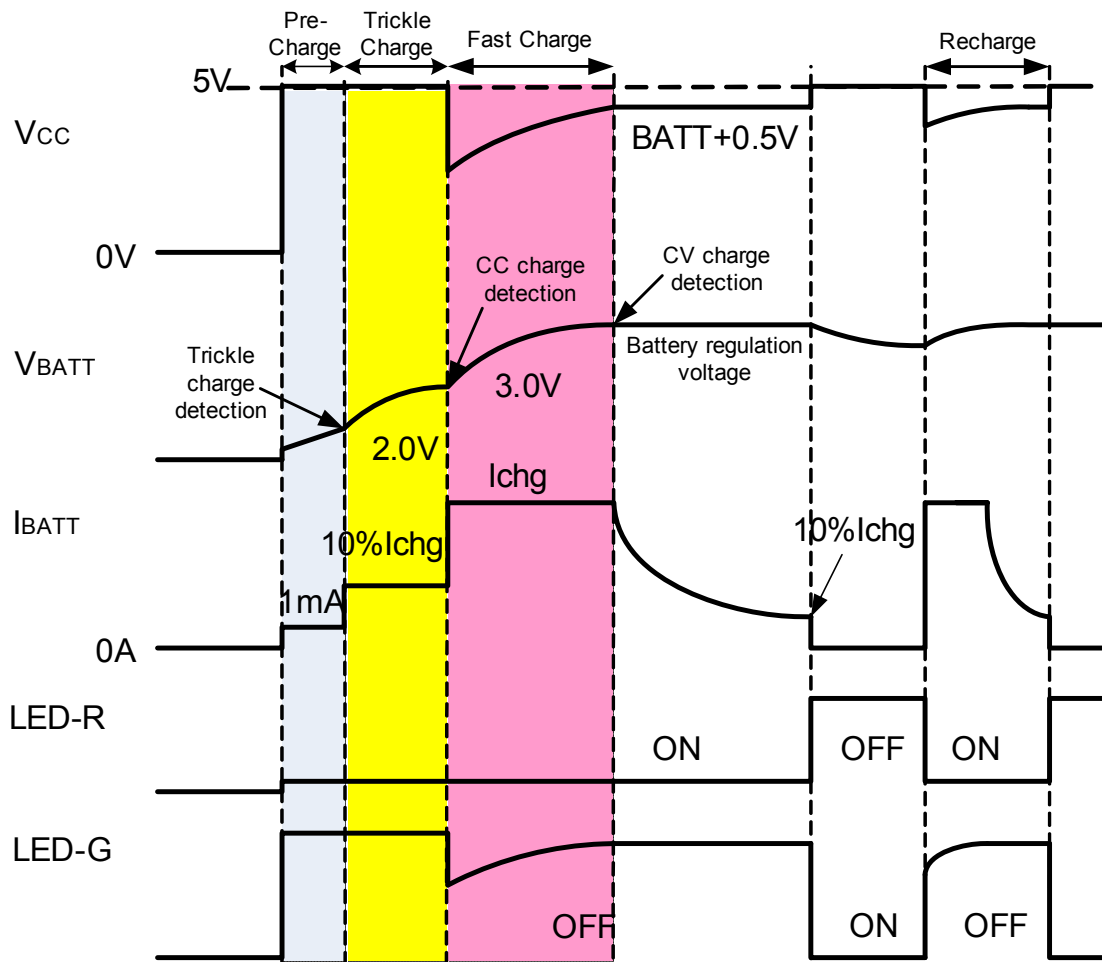 Pre-
Charge
Trickle
Charge
Fast Charge
Recharge
5V
VCC
BATT+0.5V
0V
CC charge
detection
CV charge
detection
Trickle
charge
detection
VBATT
Battery regulation
voltage
3.0V
2.0V
Ichg
IBATT
10%Ichg
10%Ichg
1mA
0A
LED-R
ON
OFF
ON
LED-G
OFF
ON
OFF